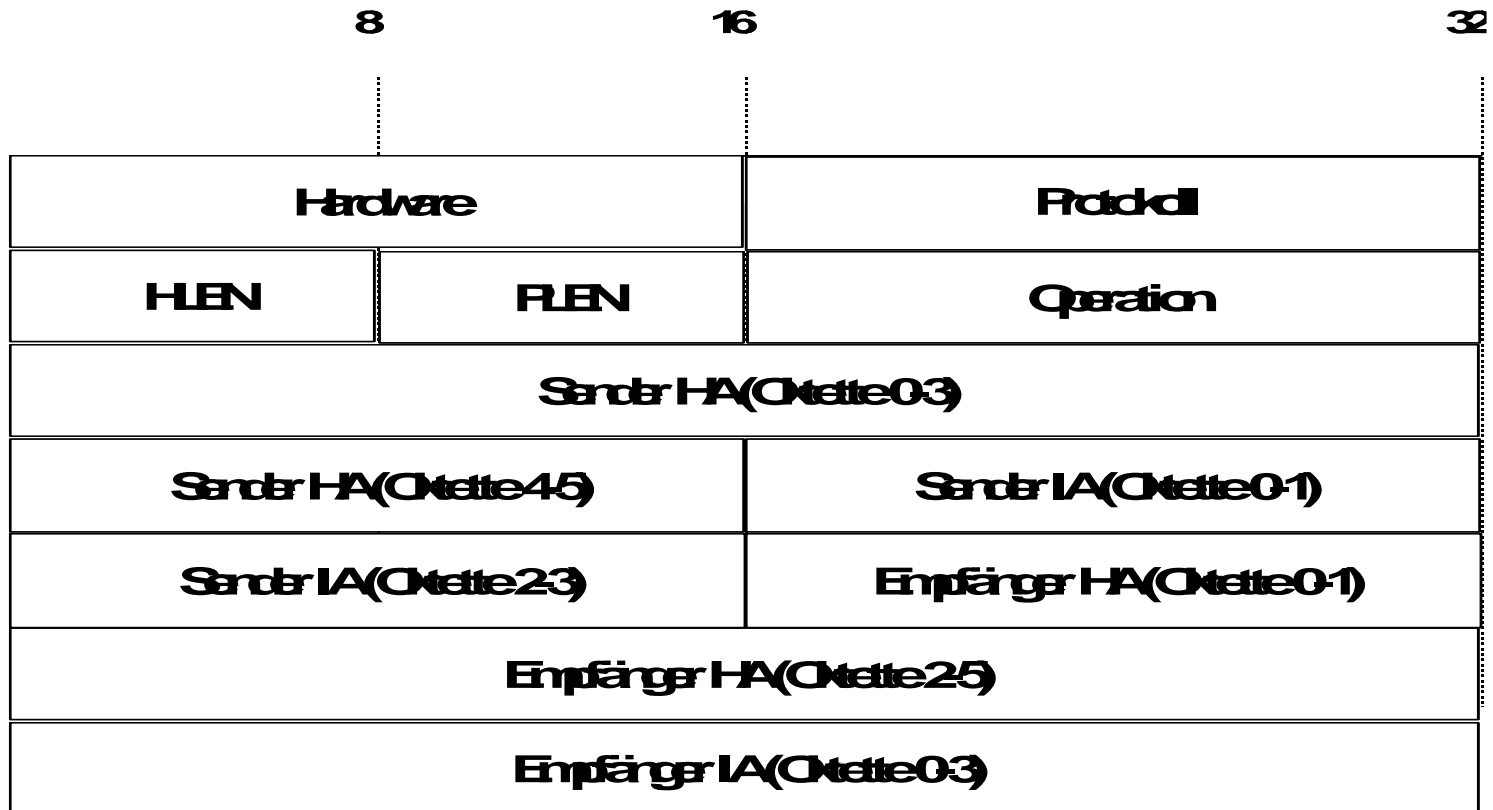 8 16 32
Hardware Protokoll
HLEN PLEN Operation
Sender HA (Oktette 0-3)
Sender HA (Oktette 4-5) Sender IA (Oktette 0-1)
Sender IA (Oktette 2-3) Empfänger HA (Oktette 0-1)
Empfänger HA (Oktette 2-5)
Empfänger IA (Oktette 0-3)